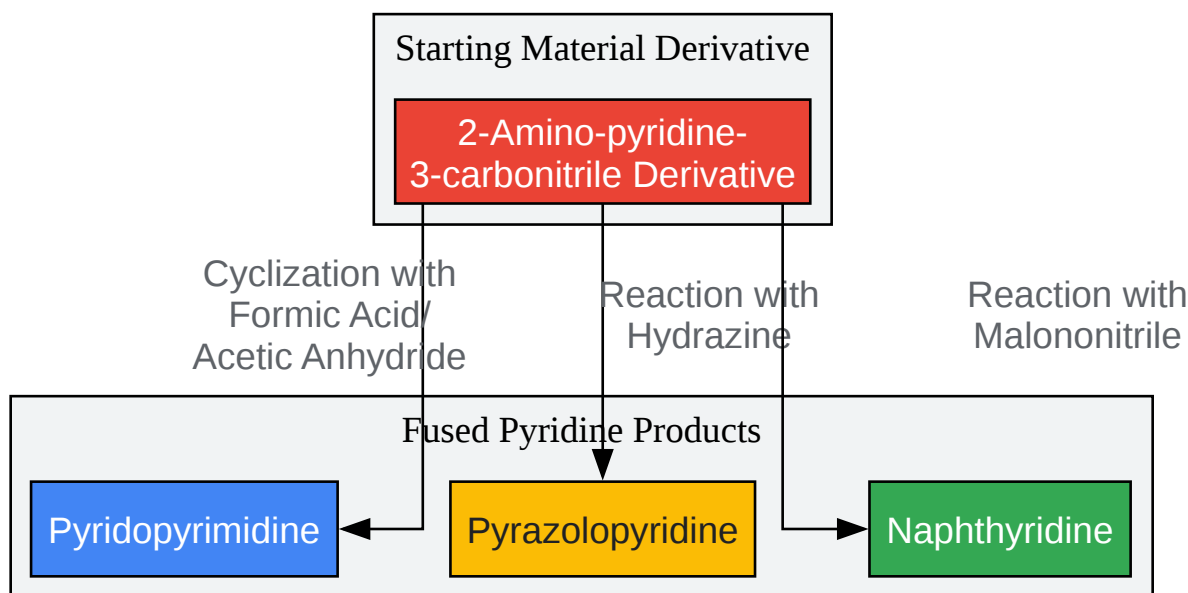 Starting Material Derivative
2-Amino-pyridine-
3-carbonitrile Derivative
Cyclization with
Formic Acid/
Acetic Anhydride
Reaction with
Hydrazine
Reaction with
Malononitrile
Fused Pyridine Products
Pyridopyrimidine
Pyrazolopyridine
Naphthyridine